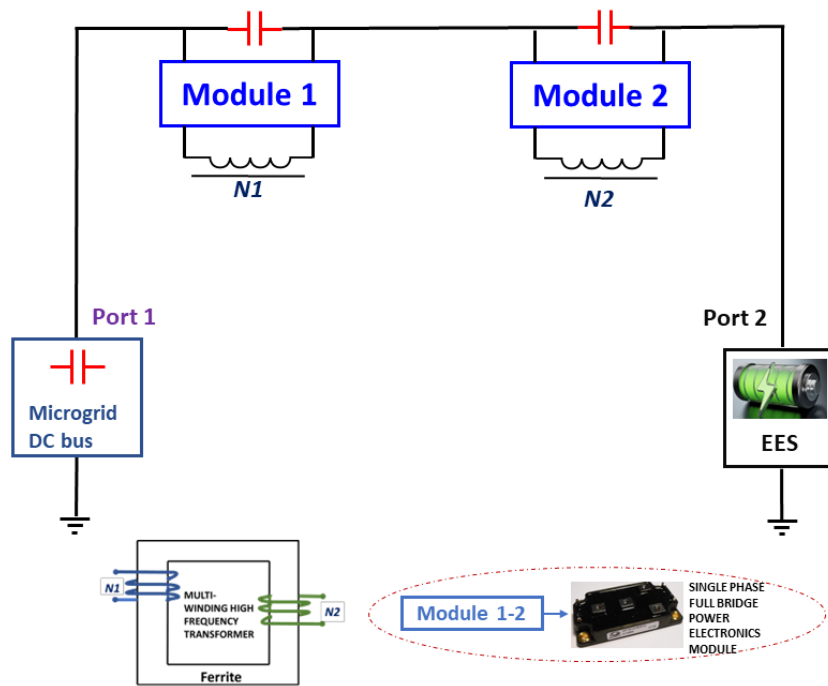 Module 1
Module 2
N1
N2
Port 1
Port 2
Microgrid
DC bus
EES
N1
MULTI-
WINDING HIGH
FREQUENCY
TRANSFORMER
N2
Ferrite
Module 1-2
SINGLE PHASE
FULL BRIDGE
POWER
ELECTRONICS
MODULE